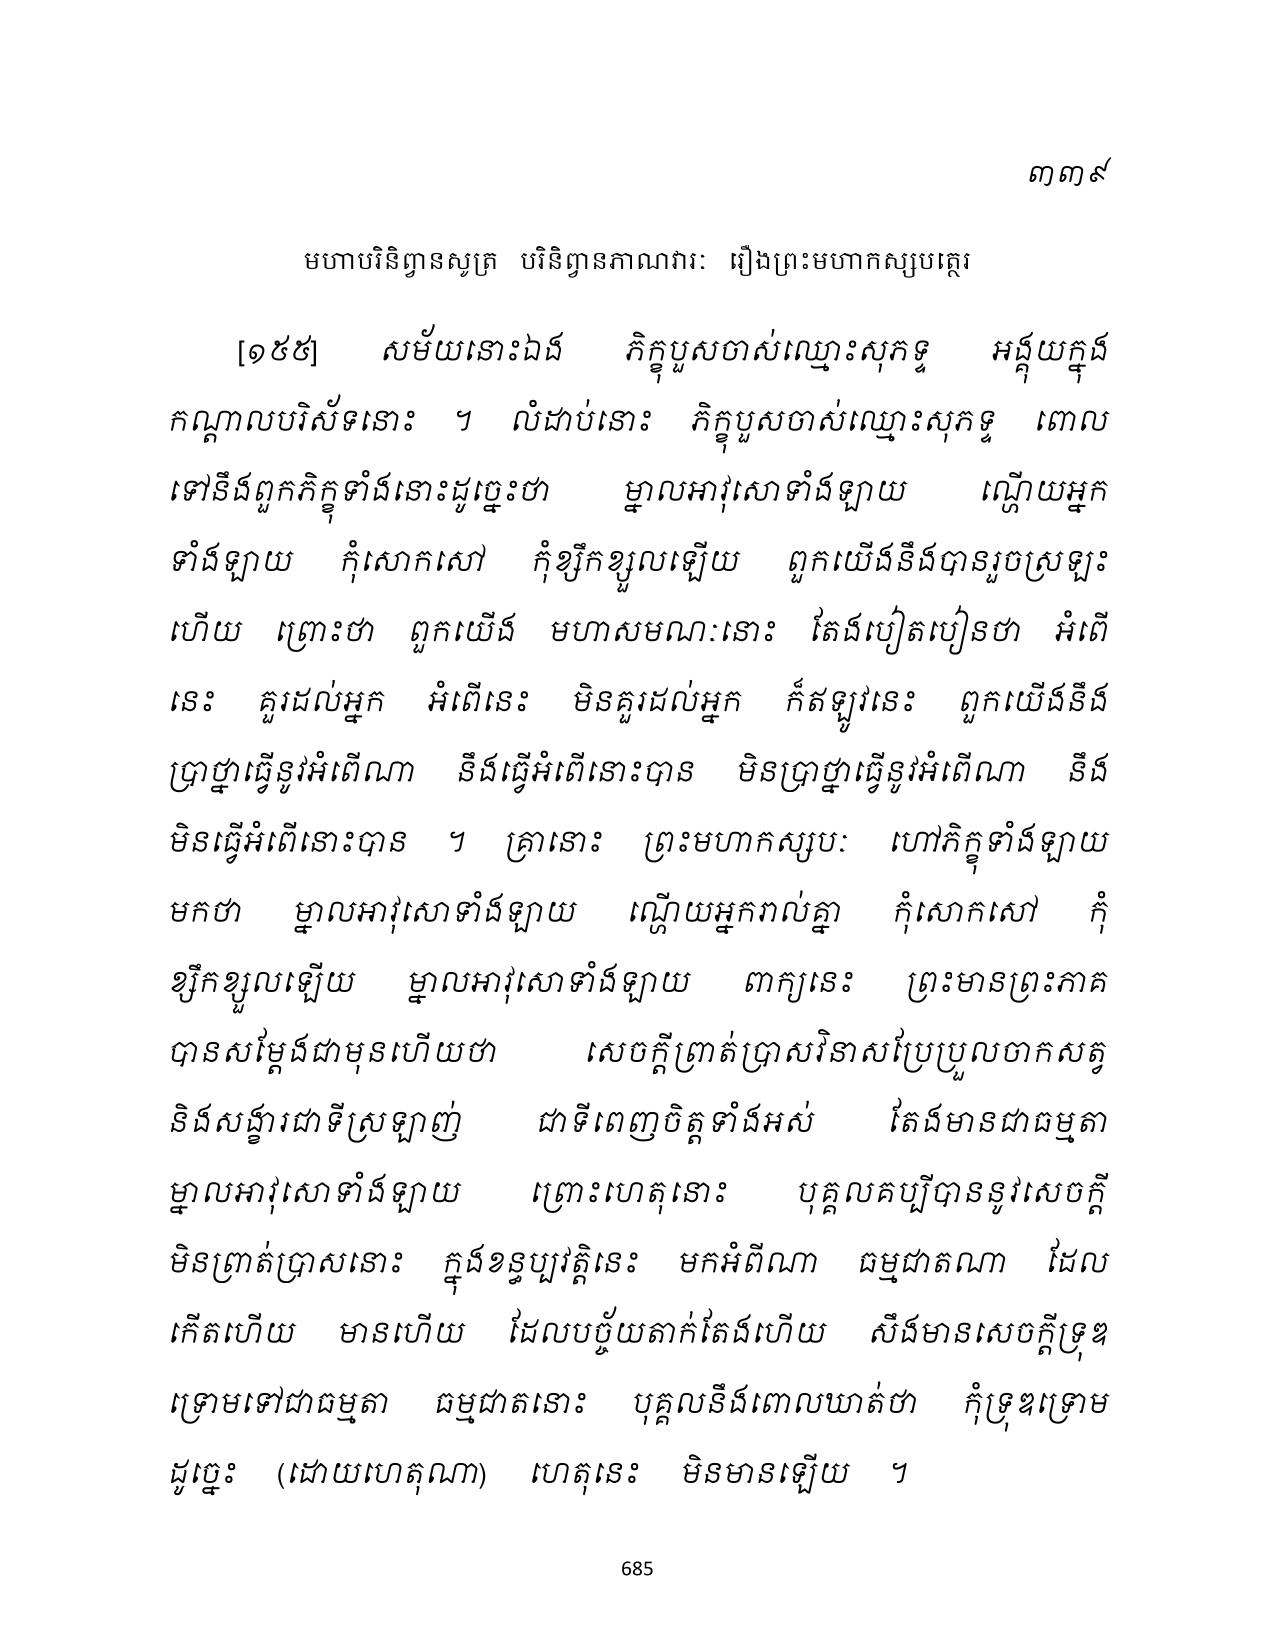 ៣៣៩
មហាបរិនិព្វានសូត្រ បរិនិព្វានភាណវារៈ រឿងព្រះមហាកស្សបត្ថេរ
[១៥៥] សម័យនោះឯង ភិក្ខុបួសចាស់ឈ្មោះសុភទ្ទ អង្គុយក្នុង
កណ្តាលបរិស័ទនោះ ។ លំដាប់នោះ ភិក្ខុបួសចាស់ឈ្មោះសុភទ្ទ ពោល
ទៅនឹងពួកភិក្ខុទាំងនោះដូច្នេះថា ម្នាលអាវុសោទាំងឡាយ ណ្ហើយអ្នក
ទាំងឡាយ កុំសោកសៅ កុំខ្សឹកខ្សួលឡើយ ពួកយើងនឹងបានរួចស្រឡះ
ហើយ ព្រោះថា ពួកយើង មហាសមណៈនោះ តែងបៀតបៀនថា អំពើ
នេះ គួរដល់អ្នក អំពើនេះ មិនគួរដល់អ្នក ក៏ឥឡូវនេះ ពួកយើងនឹង
ប្រាថ្នាធ្វើនូវអំពើណា នឹងធ្វើអំពើនោះបាន មិនប្រាថ្នាធ្វើនូវអំពើណា នឹង
មិនធ្វើអំពើនោះបាន ។ គ្រានោះ ព្រះមហាកស្សបៈ ហៅភិក្ខុទាំងឡាយ
មកថា ម្នាលអាវុសោទាំងឡាយ ណ្ហើយអ្នករាល់គ្នា កុំសោកសៅ កុំ
ខ្សឹកខ្សួលឡើយ ម្នាលអាវុសោទាំងឡាយ ពាក្យនេះ ព្រះមានព្រះភាគ
បានសម្តែងជាមុនហើយថា សេចក្តីព្រាត់ប្រាសវិនាសប្រែប្រួលចាកសត្វ
និងសង្ខារជាទីស្រឡាញ់ ជាទីពេញចិត្តទាំងអស់ តែងមានជាធម្មតា
ម្នាលអាវុសោទាំងឡាយ ព្រោះហេតុនោះ បុគ្គលគប្បីបាននូវសេចក្តី
មិនព្រាត់ប្រាសនោះ ក្នុងខន្ធប្បវត្តិនេះ មកអំពីណា ធម្មជាតណា ដែល
កើតហើយ មានហើយ ដែលបច្ច័យតាក់តែងហើយ សឹងមានសេចក្តីទ្រុឌ
ទ្រោមទៅជាធម្មតា ធម្មជាតនោះ បុគ្គលនឹងពោលឃាត់ថា កុំទ្រុឌទ្រោម
ដូច្នេះ (ដោយហេតុណា) ហេតុនេះ មិនមានឡើយ ។
685